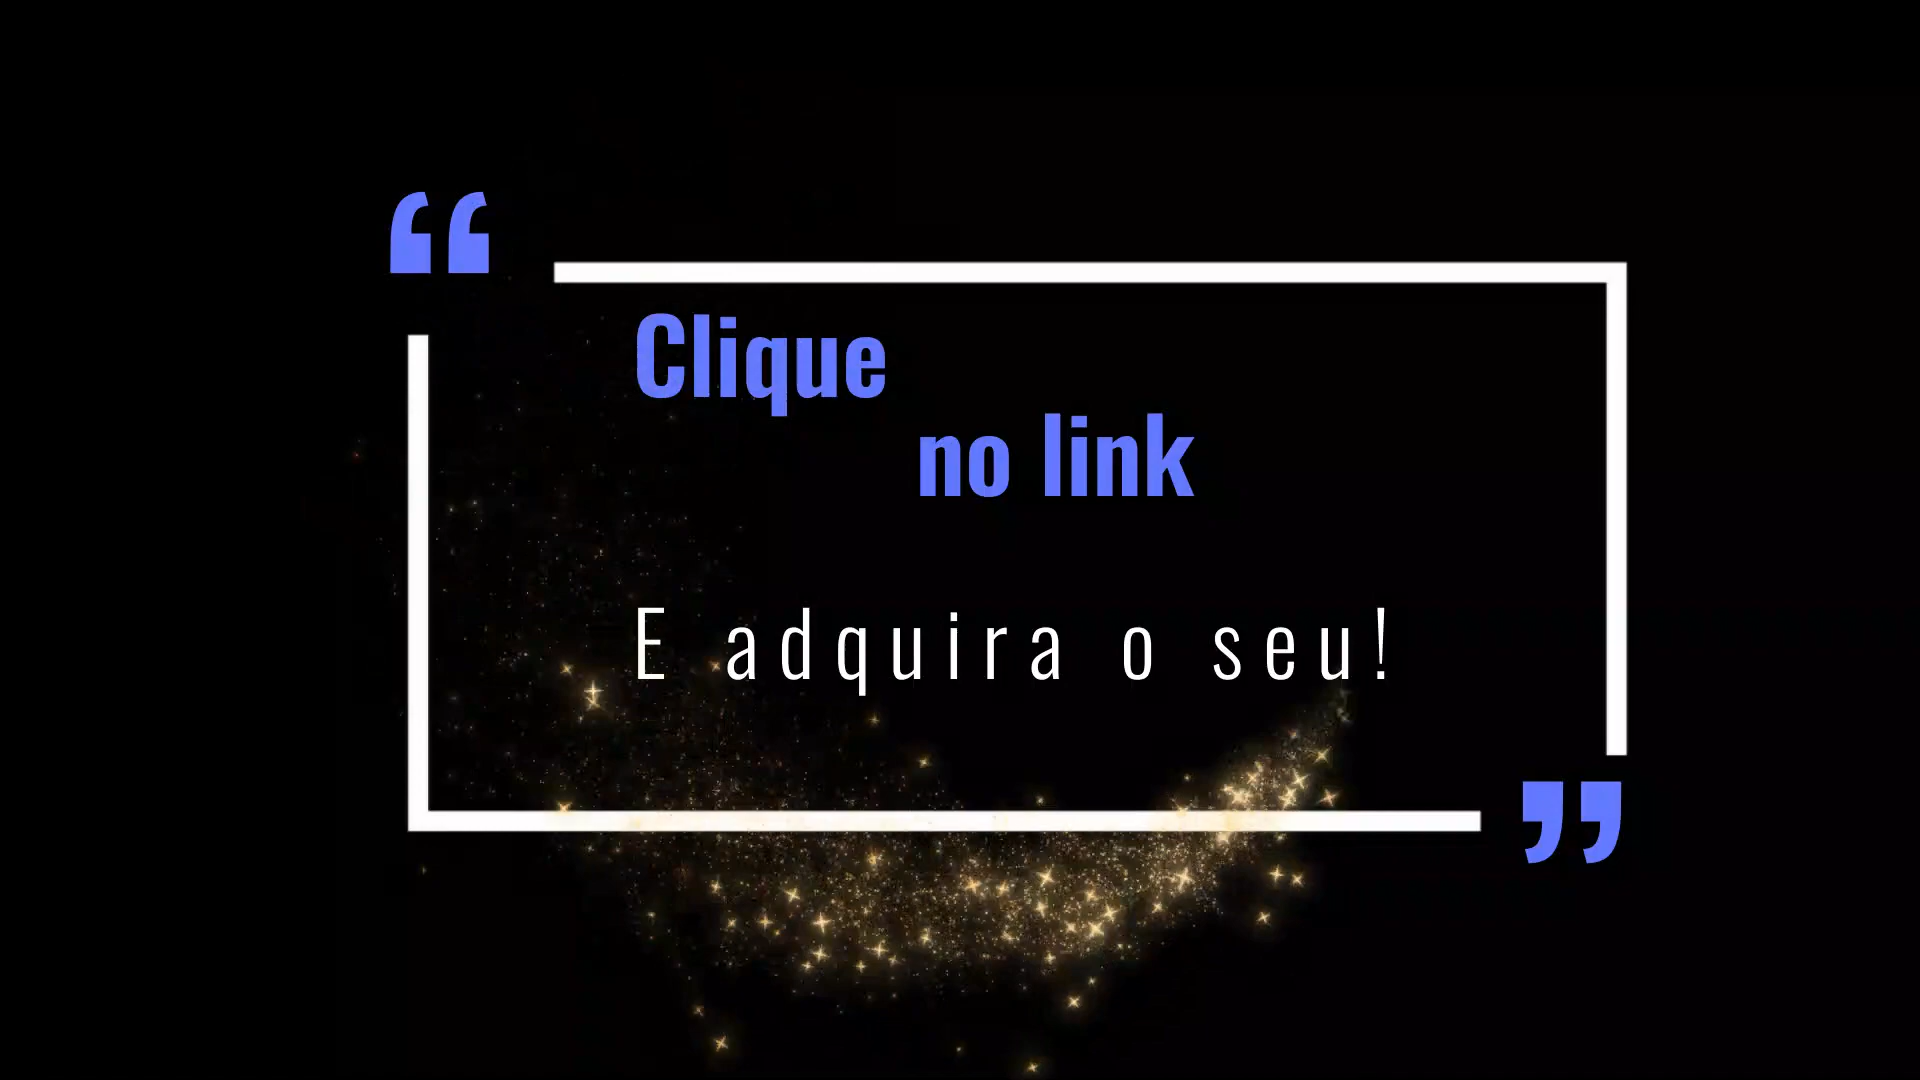 “
Clique
no link
E adquira o seu!
”